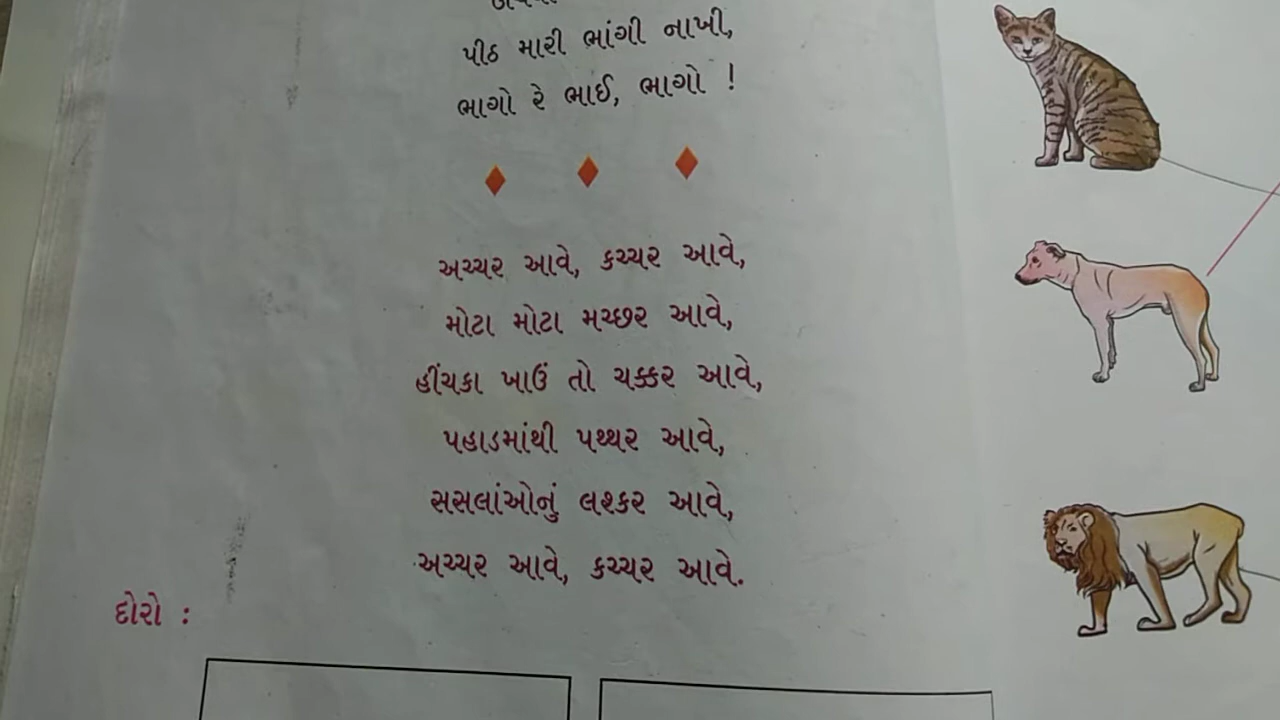 પીઠ મારી ભાંગી નાખી,
ભાગો રે ભાઈ, ભાગો !
અચ્ચર આવે, કચ્ચર આવે,
મોટા મોટા મચ્છર આવે,
હીંચકા ખાઉં તો ચક્કર આવે,
પહાડમાંથી પથ્થર આવે,
સસલાંઓનું લશ્કર આવે,
અચ્ચર આવે, કચ્ચર આવે.
દોરો :